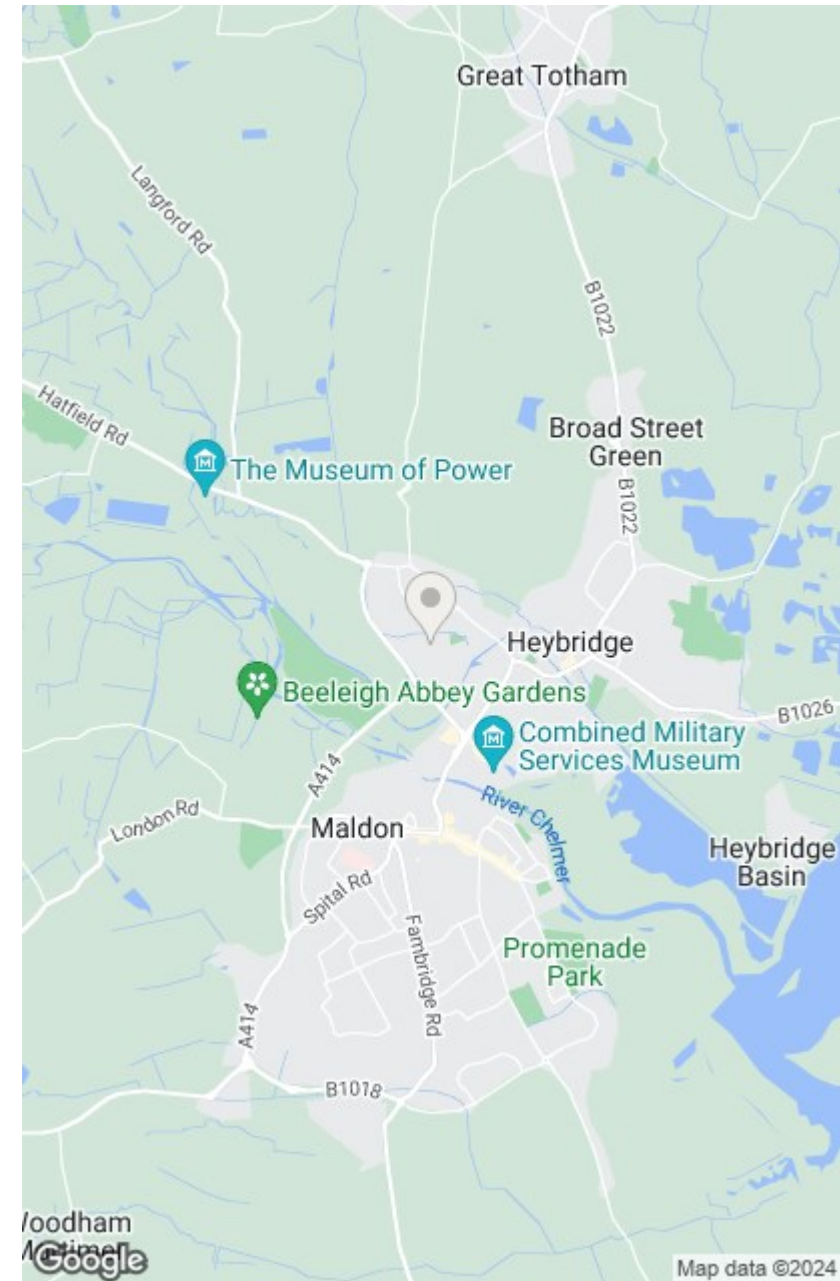 Great Totham
Langford Rd
B1022
Hatfield Rd
Broad Street
Green
The Museum of Power
B1022
Heybridge
Beeleigh Abbey Gardens
B1026
Combined Military
Services Museum
A414
River Chelmer
London Rd
Maldon
Heybridge
Basin
Spital Rd
Fambridge Rd
Promenade
Park
A414
B1018
Woodham
Mortimer
Google
Map data ©2024